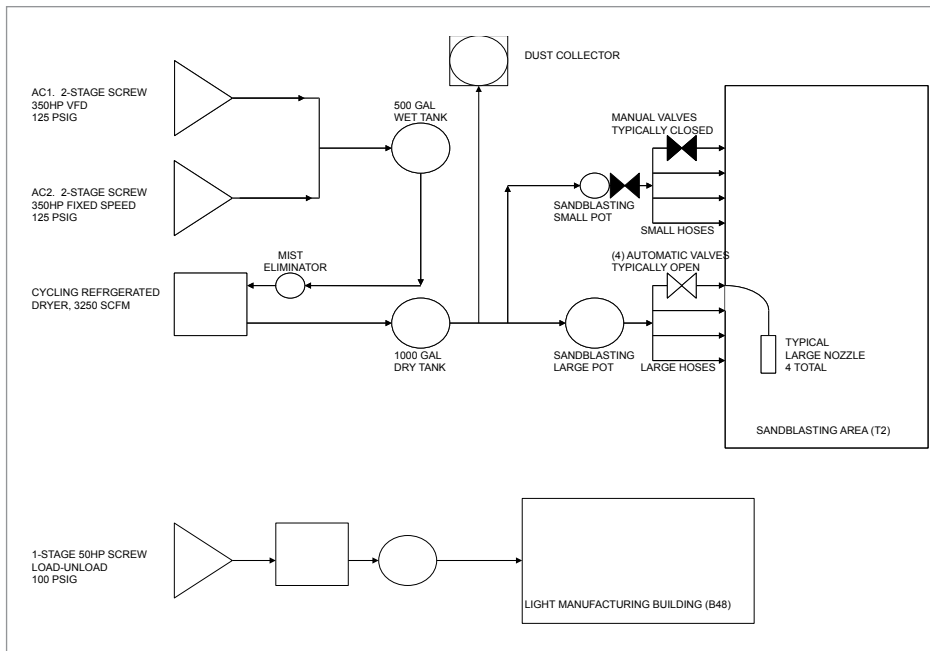 DUST COLLECTOR
AC1.  2-STAGE SCREW
350HP VFD
125 PSIG
500 GAL
WET TANK
MANUAL VALVES
TYPICALLY CLOSED
AC2.  2-STAGE SCREW
350HP FIXED SPEED
125 PSIG
SANDBLASTING
SMALL POT
SMALL HOSES
MIST
ELIMINATOR
(4) AUTOMATIC VALVES
TYPICALLY OPEN
CYCLING REFRGERATED
DRYER, 3250 SCFM
1000 GAL
DRY TANK
SANDBLASTING
LARGE POT
LARGE HOSES
TYPICAL
LARGE NOZZLE
4 TOTAL
SANDBLASTING AREA (T2)
1-STAGE 50HP SCREW
LOAD-UNLOAD
100 PSIG
LIGHT MANUFACTURING BUILDING (B48)